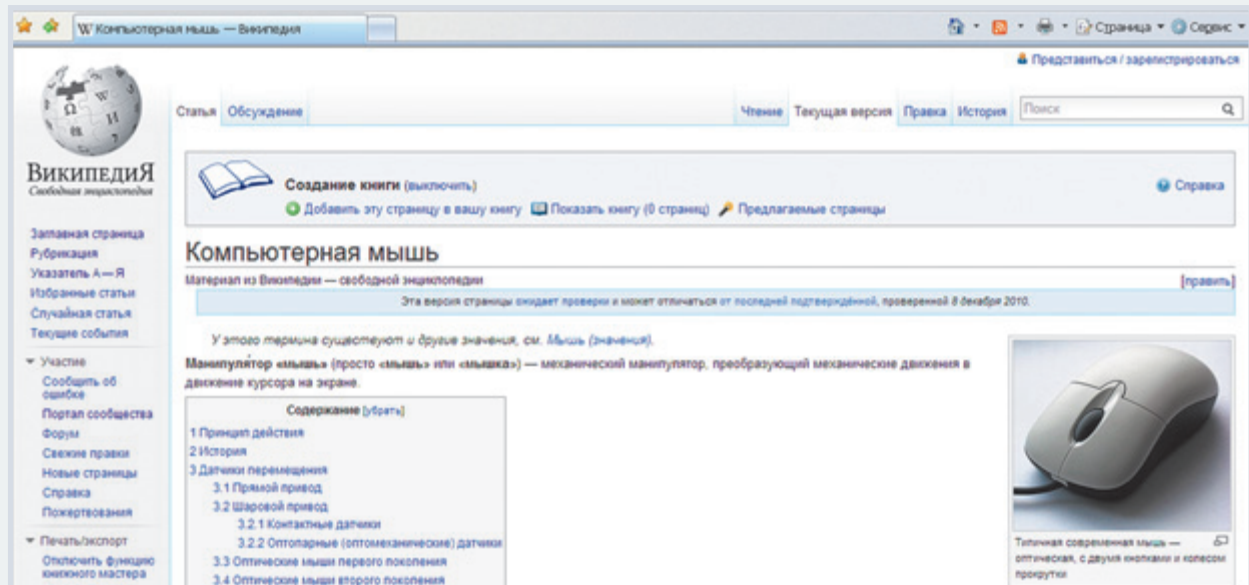 Компьютерная мышь — Википедия
Страница
Сервис
Представиться / зарегистрироваться
Статья Обсуждение
Чтение Текущая версия Правка История Поиск
ВикипедиЯ
Свободная энциклопедия
Создание книги (выключить)
Справка
Добавить эту страницу в вашу книгу Показать книгу (0 страниц) Предлагаемые страницы
Заглавная страница
Рубрикация
Указатель А — Я
Избранные статьи
Случайная статья
Текущие события
Участие
Сообщить об
ошибке
Портал сообщества
Форум
Свежие правки
Новые страницы
Справка
Пожертвования
Печать/экспорт
Отключить функцию
книжного мастера
Компьютерная мышь
Материал из Википедии — свободной энциклопедии
[править]
Эта версия страницы ожидает проверки и может отличаться от последней подтверждённой, проверенной 8 декабря 2010.
У этого термина существуют и другие значения, см. Мышь (значения).
Манипуля́тор «мышь» (просто «мышь» или «мышка») — механический манипулятор, преобразующий механические движения в
движение курсора на экране.
Содержание [убрать]
1 Принцип действия
2 История
3 Датчики перемещения
3.1 Прямой привод
3.2 Шаровой привод
3.2.1 Контактные датчики
3.2.2 Оптопарные (оптомеханические) датчики
3.3 Оптические мыши первого поколения
3.4 Оптические мыши второго поколения
Типичная современная мышь —
оптическая, с двумя кнопками и колесом
прокрутки